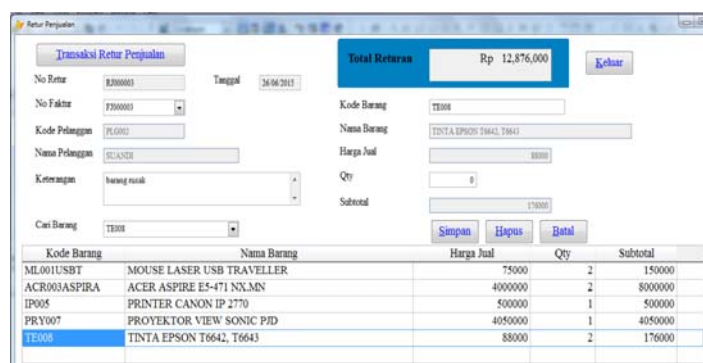 Retur Penjualan
Transaksi Retur Penjualan
Total Returan
Rp 12,876,000
Keluar
No Retur
RJ000003
Tanggal
26/06/2015
No Faktur
FJ000003
Kode Pelanggan
PLG002
Nama Pelanggan
SUANDI
Keterangan
barang rusak
Cari Barang
TE008
Kode Barang
TE008
Nama Barang
TINTA EPSON T6642, T6643
Harga Jual
88000
Qty
0
Subtotal
176000
Simpan Hapus Batal
Kode Barang Nama Barang Harga Jual Qty Subtotal
ML001USBT MOUSE LASER USB TRAVELLER 75000 2 150000
ACR003ASPIRA ACER ASPIRE E5-471 NX.MN 4000000 2 8000000
IP005 PRINTER CANON IP 2770 500000 1 500000
PRY007 PROYEKTOR VIEW SONIC PJD 4050000 1 4050000
TE008 TINTA EPSON T6642, T6643 88000 2 176000